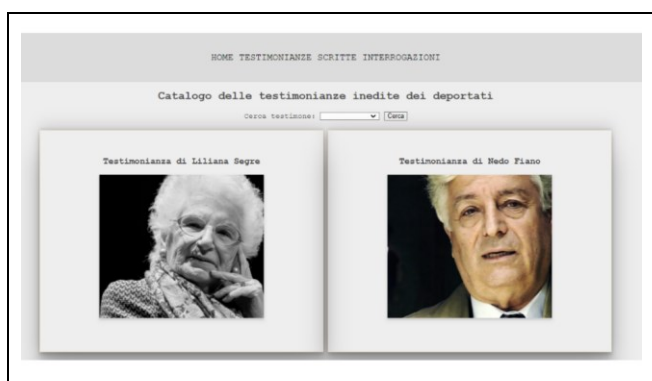 HOME TESTIMONIANZE SCRITTE INTERROGAZIONI
Catalogo delle testimonianze inedite dei deportati
Cerca testimone: Cerca
Testimonianza di Liliana Segre
Testimonianza di Nedo Fiano